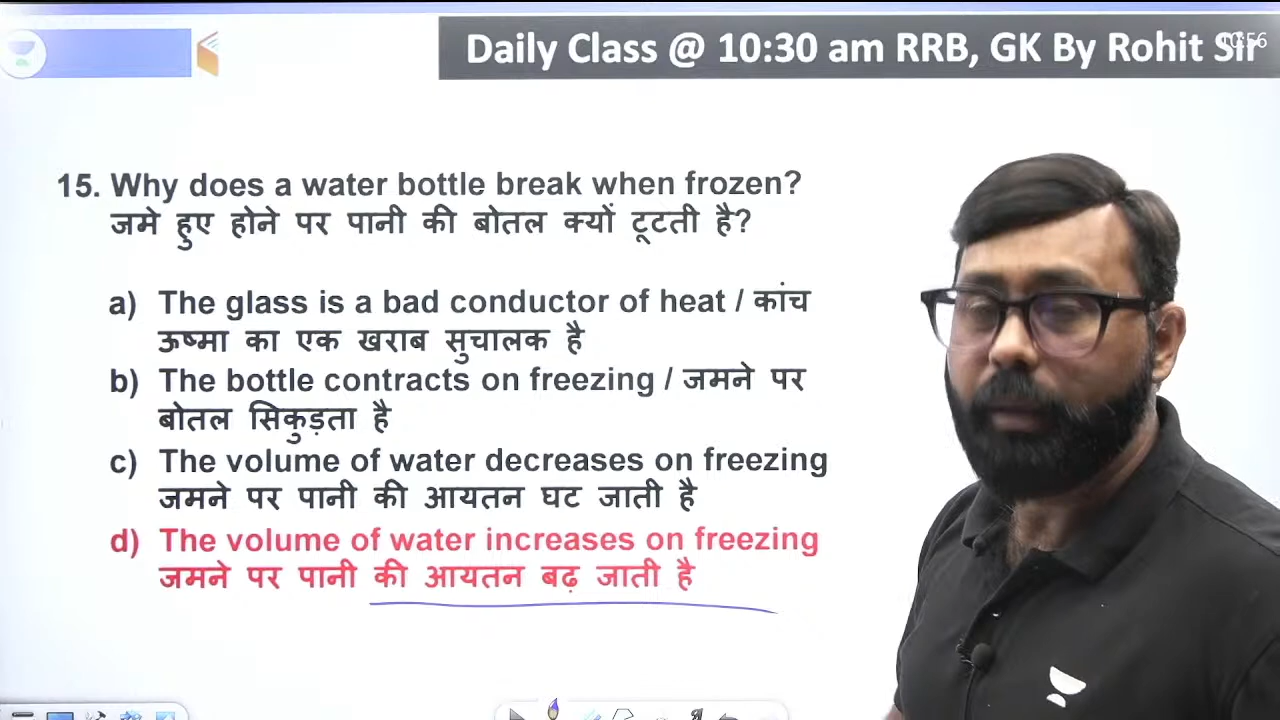 Daily Class @ 10:30 am RRB, GK By Rohit Sir
10:56
15. Why does a water bottle break when frozen?
जमे हुए होने पर पानी की बोतल क्यों टूटती है?
a) The glass is a bad conductor of heat / कांच
ऊष्मा का एक खराब सुचालक है
b) The bottle contracts on freezing / जमने पर
बोतल सिकुड़ता है
c) The volume of water decreases on freezing
जमने पर पानी की आयतन घट जाती है
d) The volume of water increases on freezing
जमने पर पानी की आयतन बढ़ जाती है